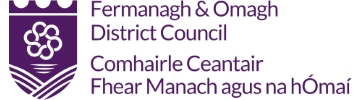 Fermanagh & Omagh
District Council
Comhairle Ceantair
Fhear Manach agus na hÓmaí